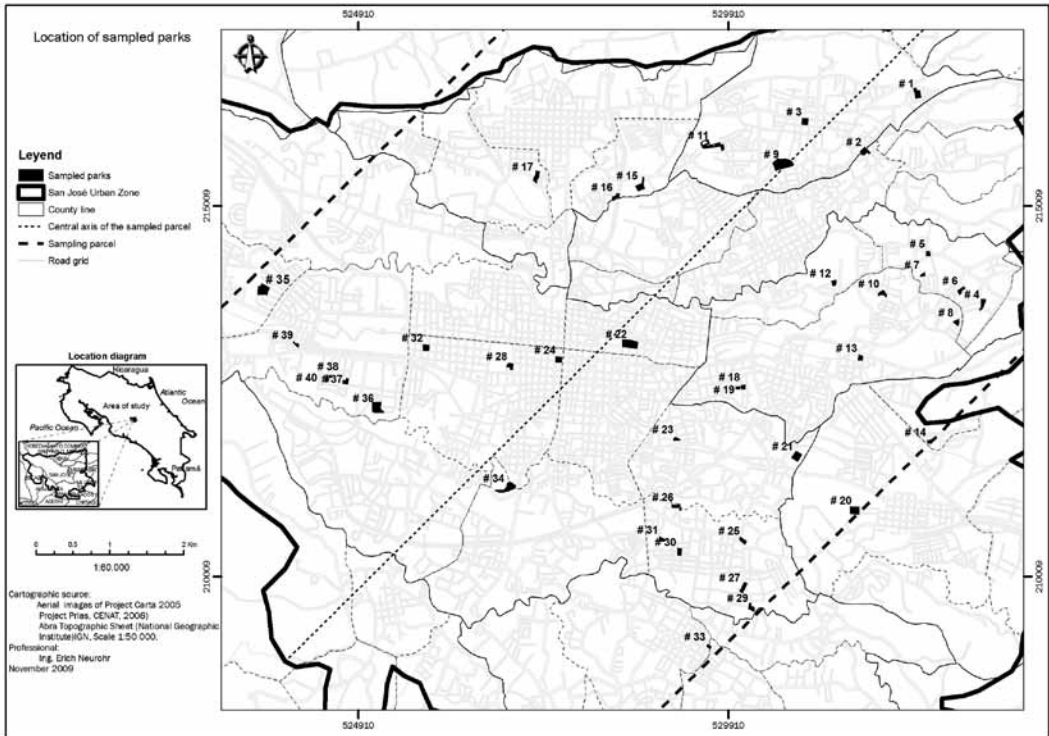 524910
529910
Location of sampled parks
# 1
# 3
# 11
# 2
# 9
# 17
# 15
# 16
Leyend
Sampled parks
San José Urban Zone
County line
Central axis of the sampled parcel
Sampling parcel
Road grid
215009
215009
# 5
# 7
# 12
# 10
# 6
# 4
# 8
# 35
# 39
# 32
# 22
# 28
# 24
# 13
# 38
# 40
#37
# 18
# 19
# 36
# 23
# 14
# 21
# 34
# 26
# 20
# 31
# 30
# 25
# 27
# 29
# 33
Location diagram
Nicaragua
Atlantic
Ocean
Area of study
Pacific Ocean
Panamá
0 0.5 1 2 Km
1:60.000
210009
210009
Cartographic source:
Aerial Images of Project Carta 2005
Project Prias, CENAT, 2006)
Abra Topographic Sheet (National Geographic
Institute)IGN, Scale 1:50 000.
Professional:
Ing. Erich Neurohr
November 2009
524910
529910